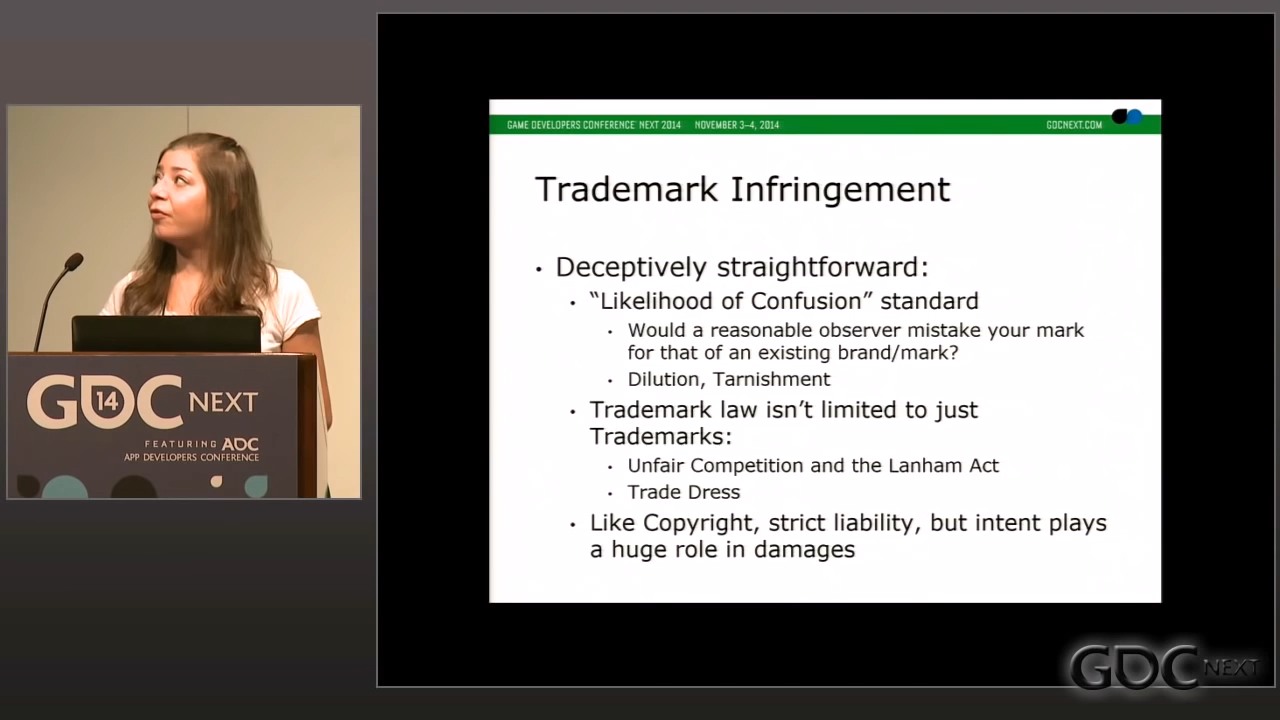 GAME DEVELOPERS CONFERENCE NEXT 2014 NOVEMBER 3–4, 2014 GDCNEXT.COM
Trademark Infringement
• Deceptively straightforward:
• “Likelihood of Confusion” standard
• Would a reasonable observer mistake your mark
for that of an existing brand/mark?
• Dilution, Tarnishment
• Trademark law isn’t limited to just
Trademarks:
• Unfair Competition and the Lanham Act
• Trade Dress
• Like Copyright, strict liability, but intent plays
a huge role in damages
GDC 14 NEXT
FEATURING ADC
APP DEVELOPERS CONFERENCE
GDC NEXT